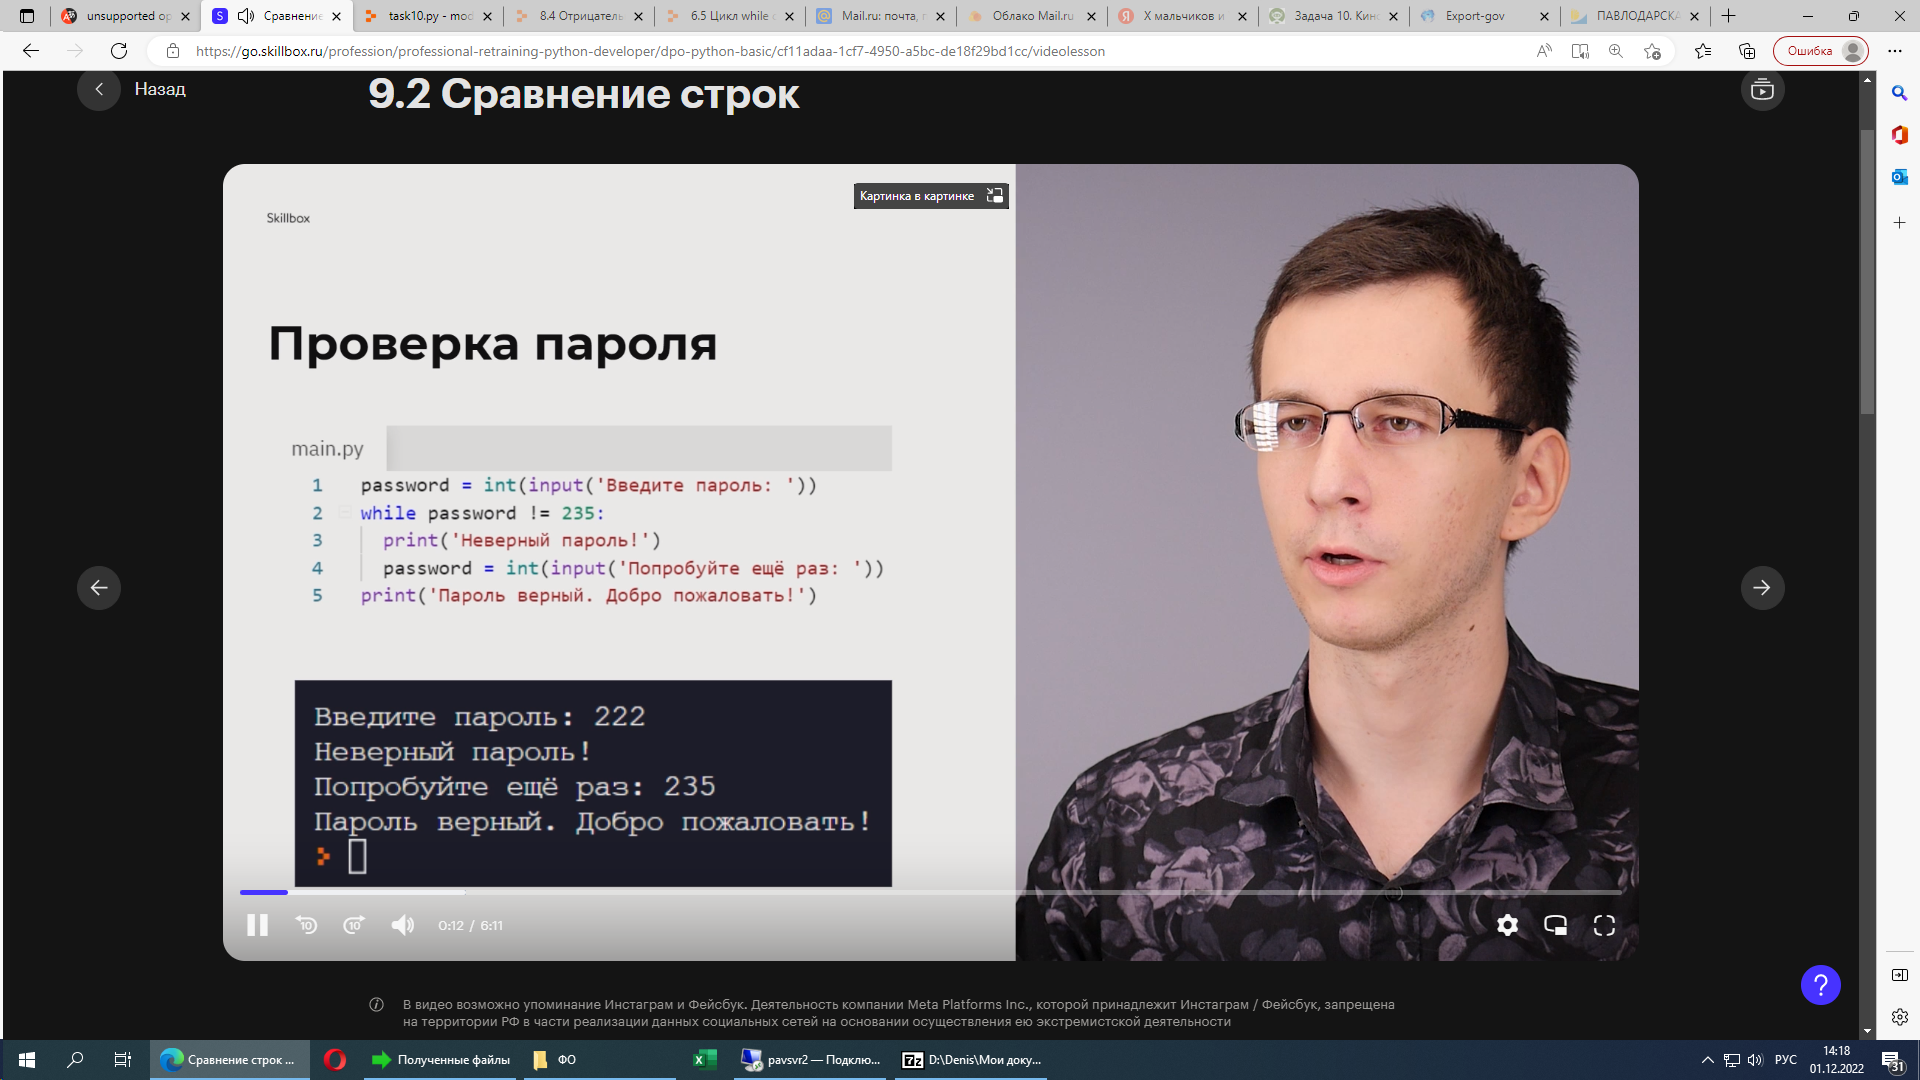 unsupported op
Сравнение
task10.py - mod
8.4 Отрицатель
6.5 Цикл while с
Mail.ru: почта, п
Облако Mail.ru
X мальчиков и
Задача 10. Кин
Export-gov
ПАВЛОДАРСКА
https://go.skillbox.ru/profession/professional-retraining-python-developer/dpo-python-basic/cf11adaa-1cf7-4950-a5bc-de18f29bd1cc/videolesson
Ошибка
Назад
9.2 Сравнение строк
Картинка в картинке
Skillbox
Проверка пароля
main.py
1 password = int(input('Введите пароль: '))
2 while password != 235:
3 print('Неверный пароль!')
4 password = int(input('Попробуйте ещё раз: '))
5 print('Пароль верный. Добро пожаловать!')
Введите пароль: 222
Неверный пароль!
Попробуйте ещё раз: 235
Пароль верный. Добро пожаловать!
10
10
0:12 / 6:11
?
В видео возможно упоминание Инстаграм и Фейсбук. Деятельность компании Meta Platforms Inc., которой принадлежит Инстаграм / Фейсбук, запрещена
на территории РФ в части реализации данных социальных сетей на основании осуществления ею экстремистской деятельности
Сравнение строк ...
Полученные файлы
ФО
pavsvr2 — Подклю...
D:\Denis\Мои доку...
РУС
14:18
01.12.2022
31